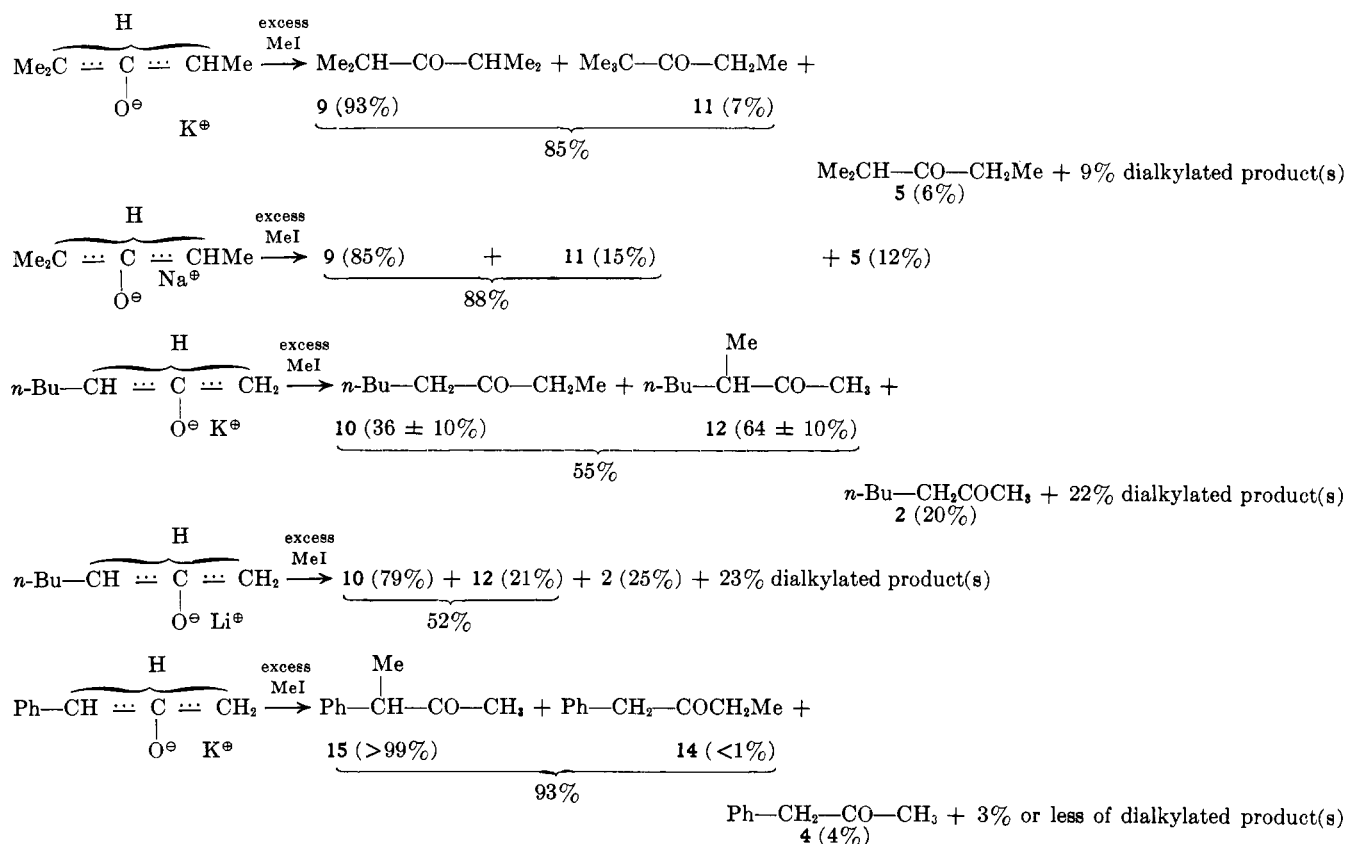 H
excess
MeI
Me₂C ⋯ C ⋯ CHMe → Me₂CH—CO—CHMe₂ + Me₃C—CO—CH₂Me +
O⊖
K⊕
9 (93%) 11 (7%)
85%
Me₂CH—CO—CH₂Me + 9% dialkylated product(s)
5 (6%)
H
excess
MeI
Me₂C ⋯ C ⋯ CHMe → 9 (85%) + 11 (15%) + 5 (12%)
O⊖ Na⊕
88%
H
excess
MeI
Me
n-Bu—CH ⋯ C ⋯ CH₂ → n-Bu—CH₂—CO—CH₂Me + n-Bu—CH—CO—CH₃ +
O⊖ K⊕
10 (36 ± 10%) 12 (64 ± 10%)
55%
n-Bu—CH₂COCH₃ + 22% dialkylated product(s)
2 (20%)
H
excess
MeI
n-Bu—CH ⋯ C ⋯ CH₂ → 10 (79%) + 12 (21%) + 2 (25%) + 23% dialkylated product(s)
O⊖ Li⊕
52%
H
excess
MeI
Me
Ph—CH ⋯ C ⋯ CH₂ → Ph—CH—CO—CH₃ + Ph—CH₂—COCH₂Me +
O⊖ K⊕
15 (>99%) 14 (<1%)
93%
Ph—CH₂—CO—CH₃ + 3% or less of dialkylated product(s)
4 (4%)